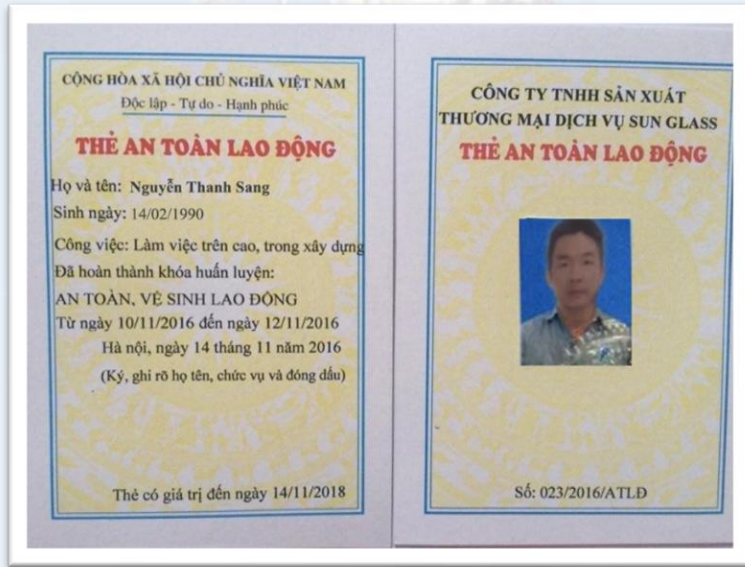 CỘNG HÒA XÃ HỘI CHỦ NGHĨA VIỆT NAM
Độc lập - Tự do - Hạnh phúc
THẺ AN TOÀN LAO ĐỘNG
Họ và tên: Nguyễn Thanh Sang
Sinh ngày: 14/02/1990
Công việc: Làm việc trên cao, trong xây dựng
Đã hoàn thành khóa huấn luyện:
AN TOÀN, VỆ SINH LAO ĐỘNG
Từ ngày 10/11/2016 đến ngày 12/11/2016
Hà nội, ngày 14 tháng 11 năm 2016
(Ký, ghi rõ họ tên, chức vụ và đóng dấu)
Thẻ có giá trị đến ngày 14/11/2018
CÔNG TY TNHH SẢN XUẤT
THƯƠNG MẠI DỊCH VỤ SUN GLASS
THẺ AN TOÀN LAO ĐỘNG
Số: 023/2016/ATLĐ